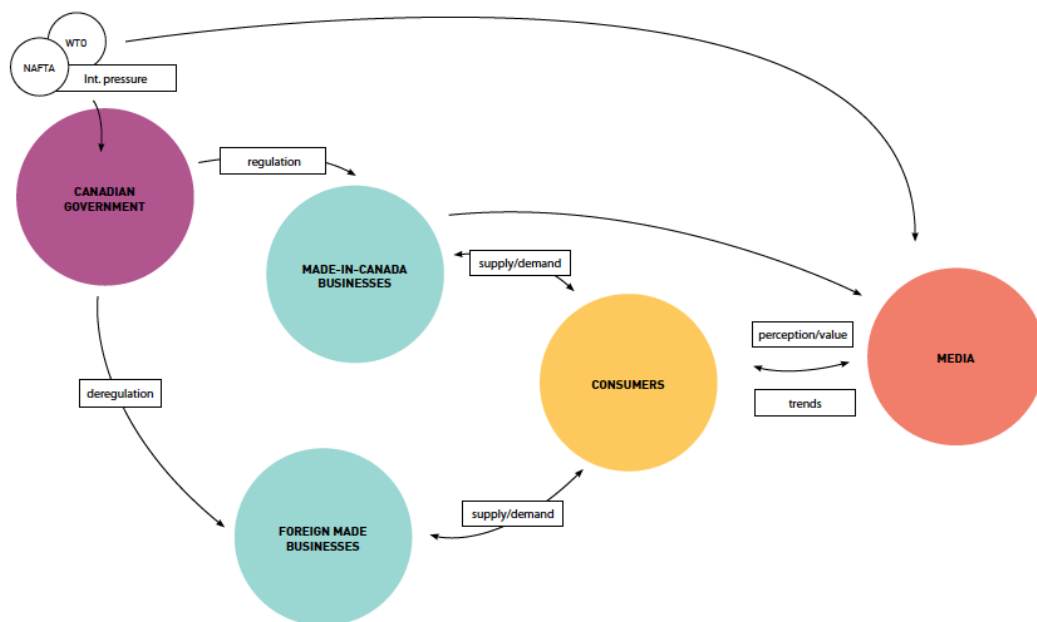 WTO
NAFTA
Int. pressure
CANADIAN
GOVERNMENT
regulation
MADE-IN-CANADA
BUSINESSES
supply/demand
CONSUMERS
perception/value
MEDIA
trends
deregulation
supply/demand
FOREIGN MADE
BUSINESSES